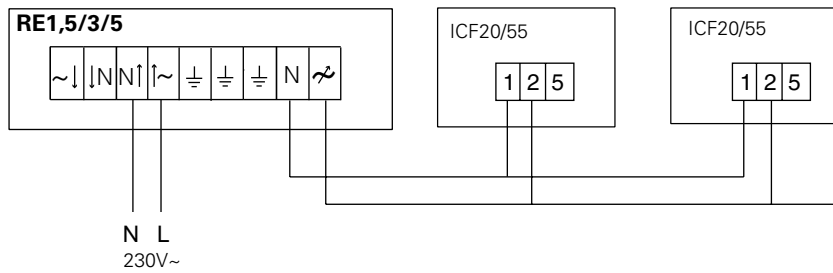 RE1,5/3/5
ICF20/55
ICF20/55
~↓ ↓N N↑ ↑~ ⏚ ⏚ ⏚ N ~
1 2 5
1 2 5
N L
230V~